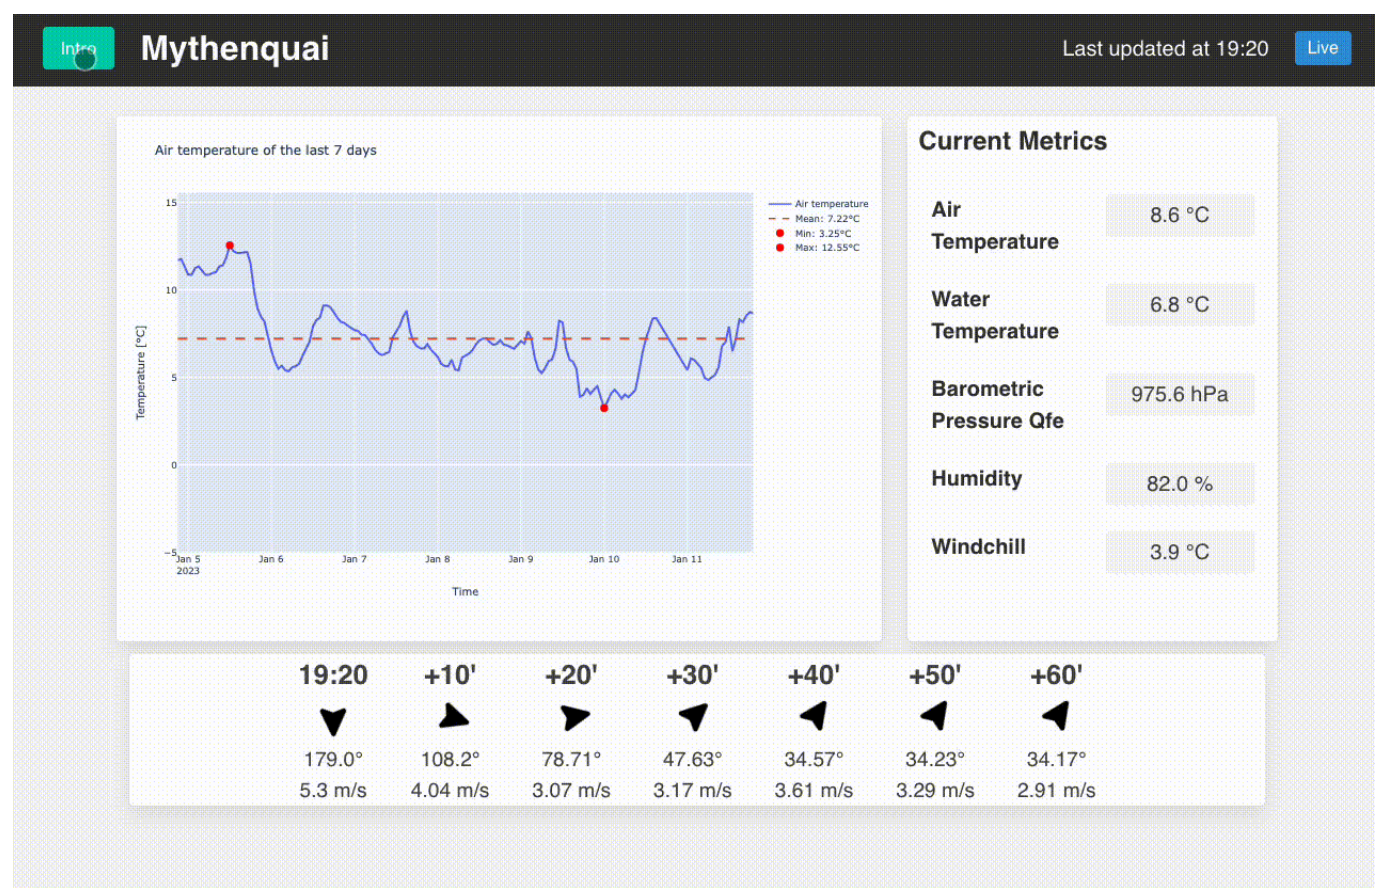 Intro
Mythenquai
Last updated at 19:20
Live
Air temperature of the last 7 days
15
10
5
0
−5
Temperature [°C]
Jan 5
2023
Jan 6
Jan 7
Jan 8
Jan 9
Jan 10
Jan 11
Time
Air temperature
Mean: 7.22°C
Min: 3.25°C
Max: 12.55°C
Current Metrics
Air
Temperature
8.6 °C
Water
Temperature
6.8 °C
Barometric
Pressure Qfe
975.6 hPa
Humidity
82.0 %
Windchill
3.9 °C
19:20 +10' +20' +30' +40' +50' +60'
179.0° 108.2° 78.71° 47.63° 34.57° 34.23° 34.17°
5.3 m/s 4.04 m/s 3.07 m/s 3.17 m/s 3.61 m/s 3.29 m/s 2.91 m/s